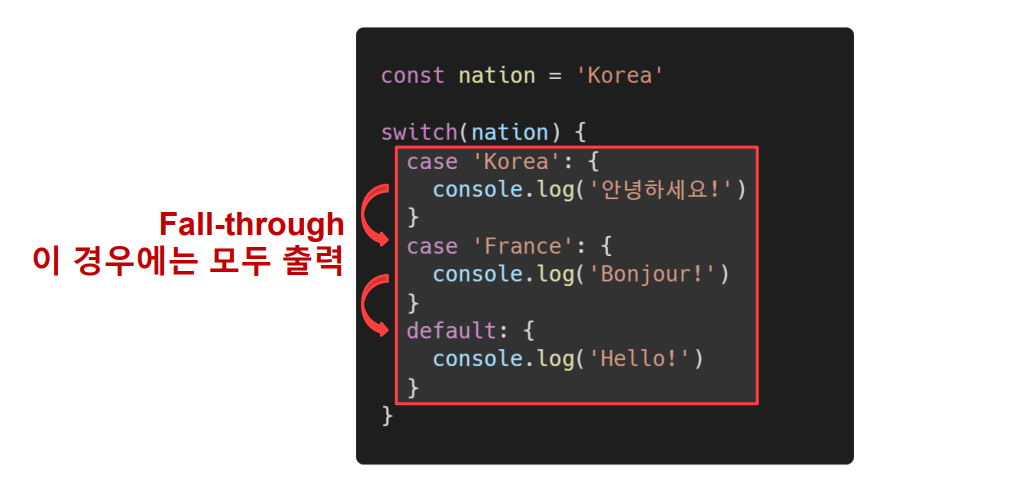 Fall-through
이 경우에는 모두 출력
const nation = 'Korea'
switch(nation) {
case 'Korea': {
console.log('안녕하세요!')
}
case 'France': {
console.log('Bonjour!')
}
default: {
console.log('Hello!')
}
}